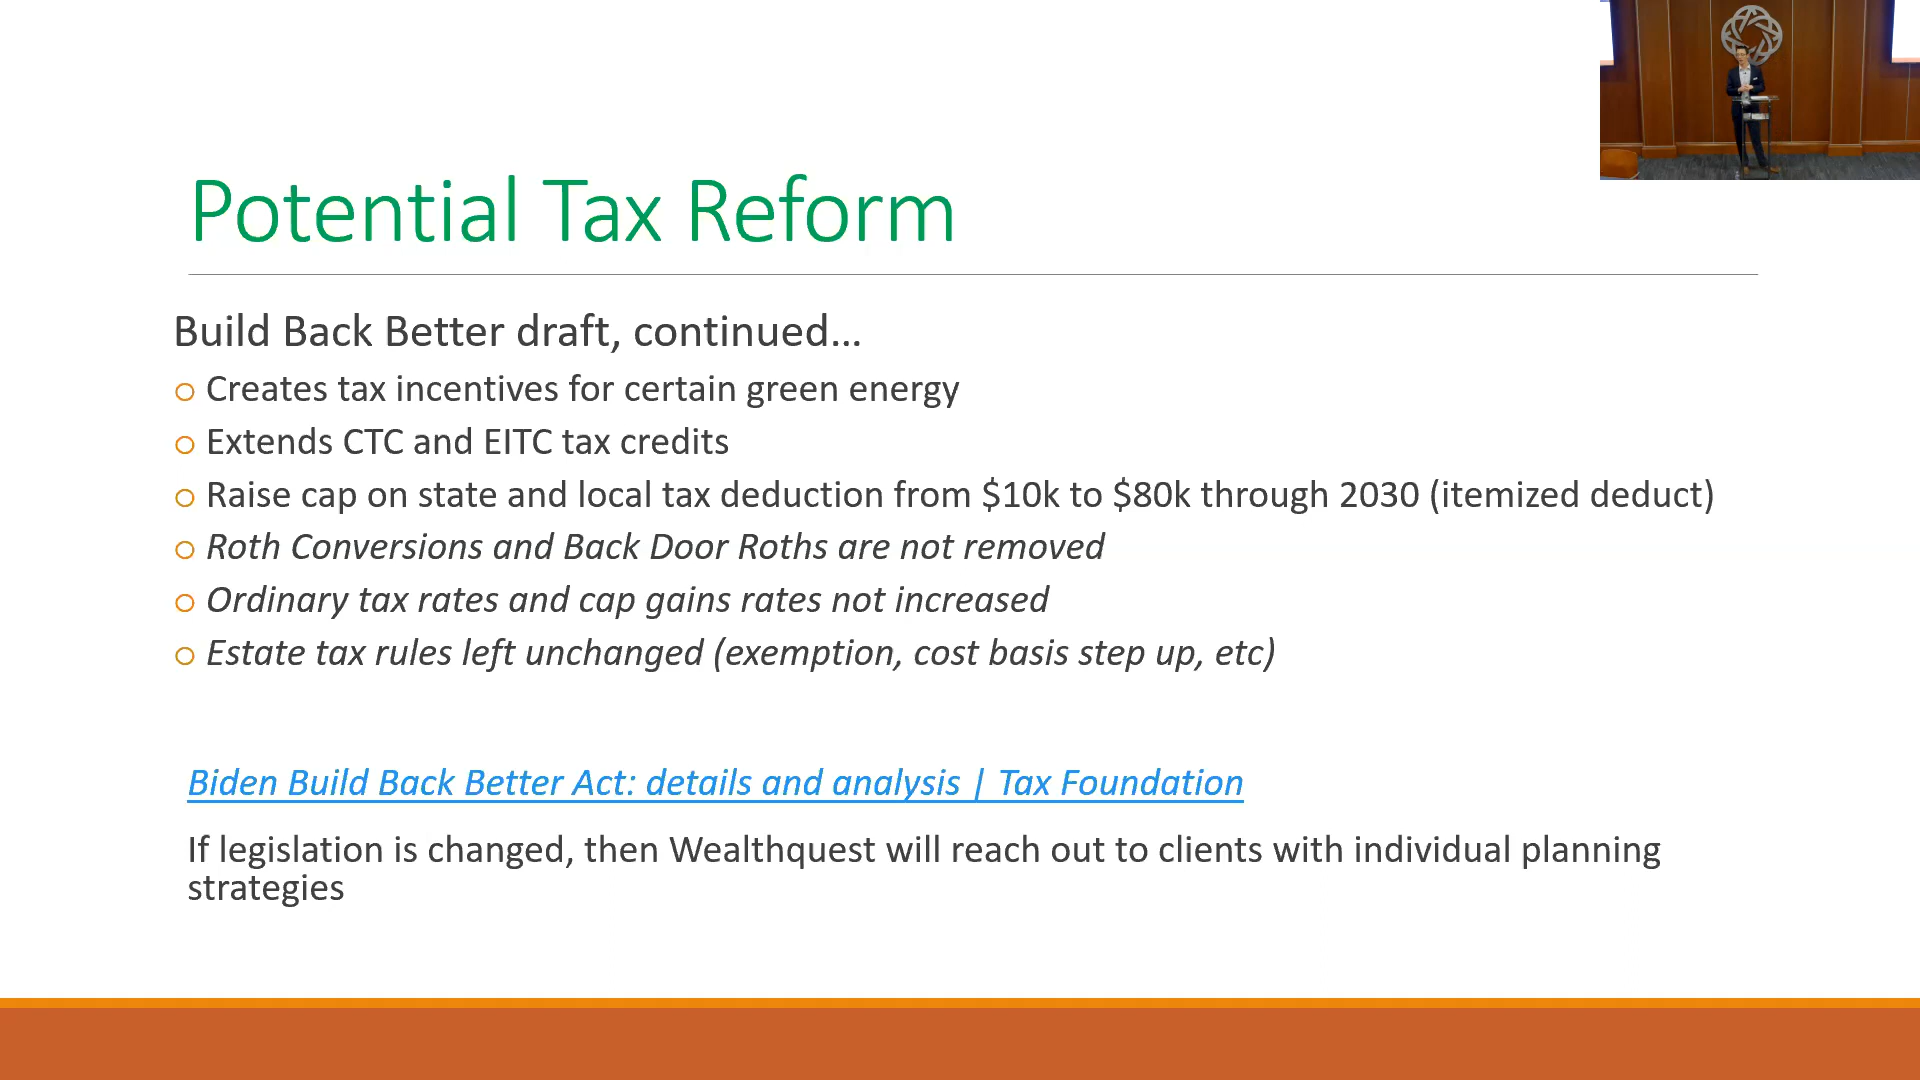 Potential Tax Reform
Build Back Better draft, continued...
o Creates tax incentives for certain green energy
o Extends CTC and EITC tax credits
o Raise cap on state and local tax deduction from $10k to $80k through 2030 (itemized deduct)
o Roth Conversions and Back Door Roths are not removed
o Ordinary tax rates and cap gains rates not increased
o Estate tax rules left unchanged (exemption, cost basis step up, etc)
Biden Build Back Better Act: details and analysis | Tax Foundation
If legislation is changed, then Wealthquest will reach out to clients with individual planning
strategies